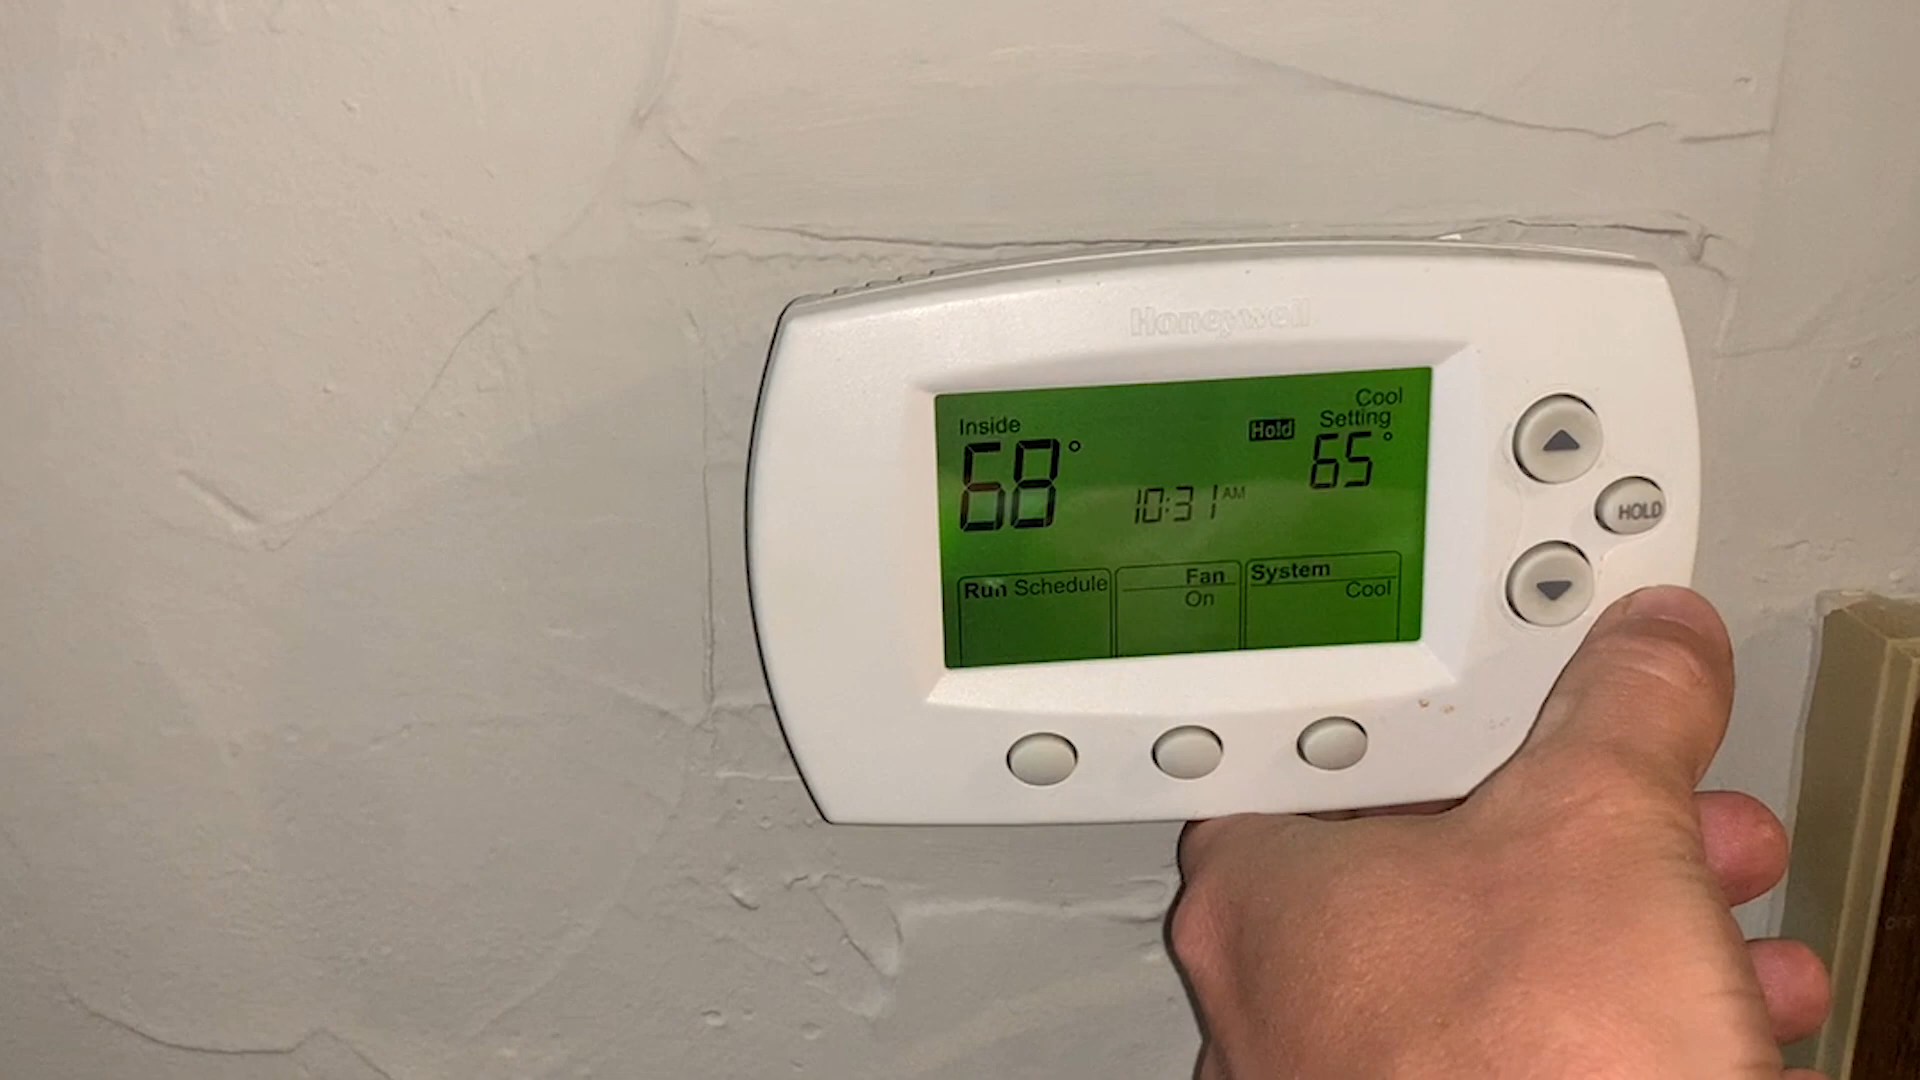 Honeywell
Cool
Inside
Hold Setting
68° 65°
10:31 AM
Run Schedule
Fan
On
System
Cool
HOLD